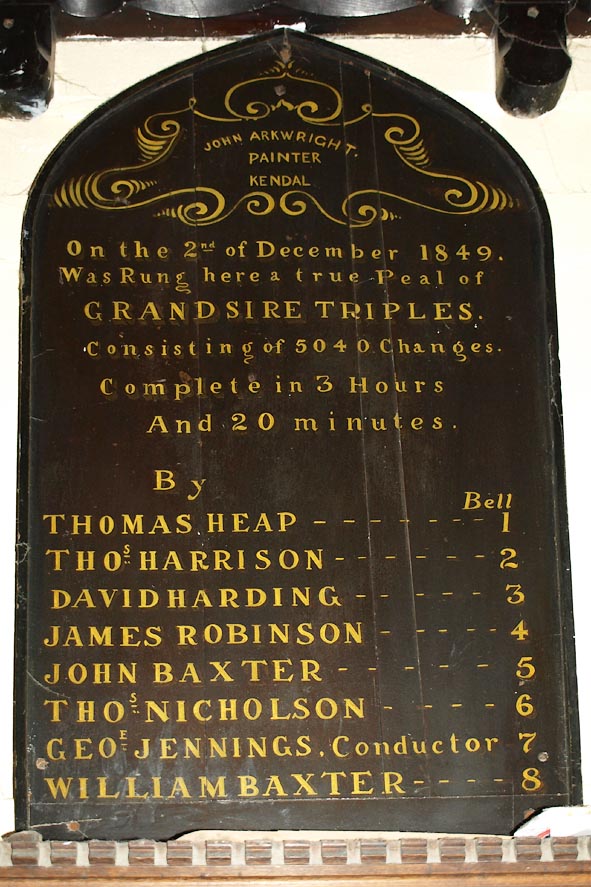 JOHN ARKWRIGHT.
PAINTER
KENDAL
On the 2nd of December 1849.
Was Rung here a true Peal of
GRANDSIRE TRIPLES.
Consisting of 5040 Changes.
Complete in 3 Hours
And 20 minutes.
By
Bell
THOMAS HEAP - - - - - - - 1
THOS HARRISON - - - - - - - 2
DAVID HARDING - - - - - - 3
JAMES ROBINSON - - - - - 4
JOHN BAXTER - - - - - - 5
THOS NICHOLSON - - - - 6
GEOE JENNINGS. Conductor 7
WILLIAM BAXTER - - - - 8